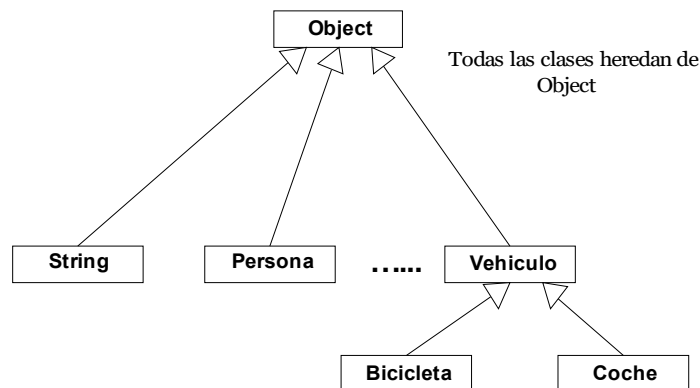 Object
Todas las clases heredan de
Object
String
Persona
......
Vehiculo
Bicicleta
Coche